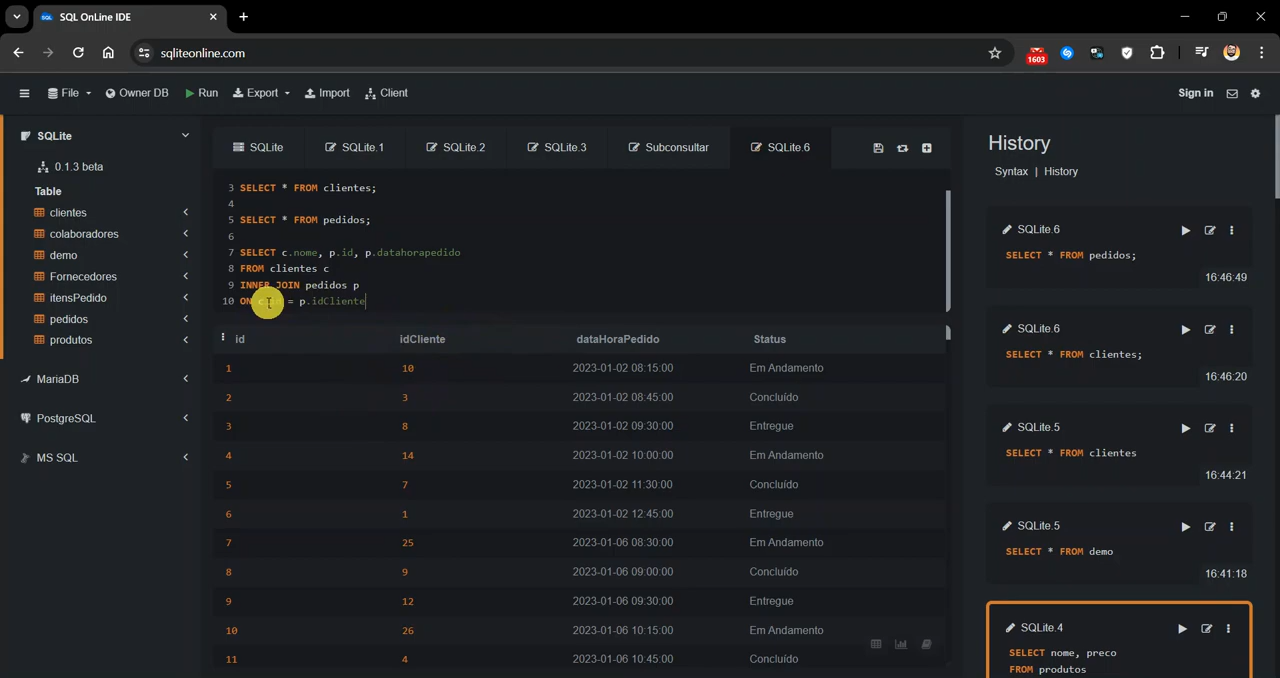 SQL OnLine IDE
sqliteonline.com
1603
File
Owner DB
Run
Export
Import
Client
Sign in
SQLite
0.1.3 beta
Table
clientes
colaboradores
demo
Fornecedores
itensPedido
pedidos
produtos
MariaDB
PostgreSQL
MS SQL
SQLite
SQLite.1
SQLite.2
SQLite.3
Subconsultar
SQLite.6
3 SELECT * FROM clientes;
4
5 SELECT * FROM pedidos;
6
7 SELECT c.nome, p.id, p.datahorapedido
8 FROM clientes c
9 INNER JOIN pedidos p
10 ON c.id = p.idCliente
id idCliente dataHoraPedido Status
1 10 2023-01-02 08:15:00 Em Andamento
2 3 2023-01-02 08:45:00 Concluído
3 8 2023-01-02 09:30:00 Entregue
4 14 2023-01-02 10:00:00 Em Andamento
5 7 2023-01-02 11:30:00 Concluído
6 1 2023-01-02 12:45:00 Entregue
7 25 2023-01-06 08:30:00 Em Andamento
8 9 2023-01-06 09:00:00 Concluído
9 12 2023-01-06 09:30:00 Entregue
10 26 2023-01-06 10:15:00 Em Andamento
11 4 2023-01-06 10:45:00 Concluído
History
Syntax | History
SQLite.6
SELECT * FROM pedidos;
16:46:49
SQLite.6
SELECT * FROM clientes;
16:46:20
SQLite.5
SELECT * FROM clientes
16:44:21
SQLite.5
SELECT * FROM demo
16:41:18
SQLite.4
SELECT nome, preco
FROM produtos